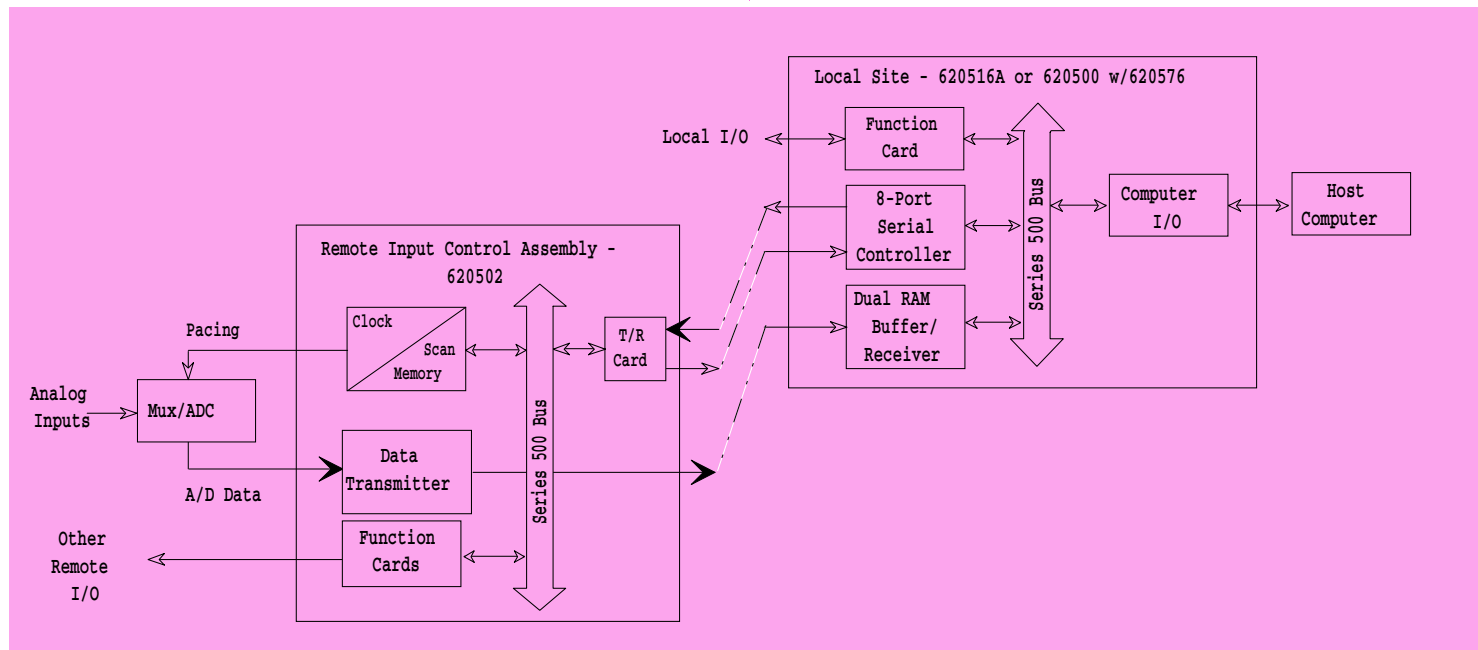 Local Site - 620516A or 620500 w/620576
Local I/O
Function
Card
8-Port
Serial
Controller
Dual RAM
Buffer/
Receiver
Series 500 Bus
Computer
I/O
Host
Computer
Remote Input Control Assembly -
620502
Clock
Scan
Memory
T/R
Card
Pacing
Analog
Inputs
Mux/ADC
A/D Data
Data
Transmitter
Series 500 Bus
Function
Cards
Other
Remote
I/O